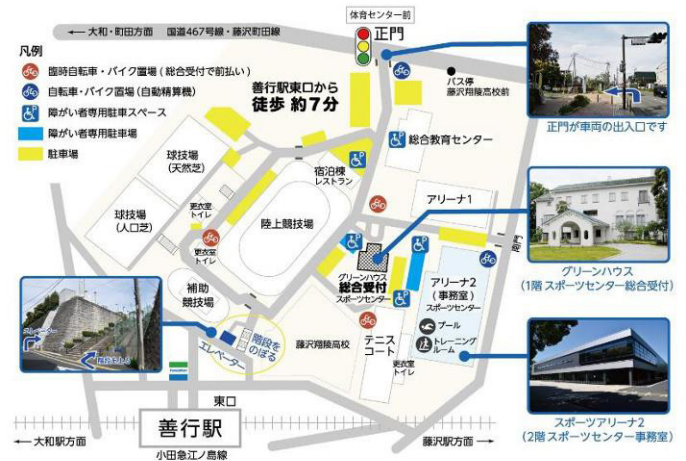 体育センター前
正門
← 大和・町田方面 国道467号線・藤沢町田線
凡例
臨時自転車・バイク置場(総合受付で前払い)
自転車・バイク置場(自動精算機)
障がい者専用駐車スペース
障がい者専用駐車場
駐車場
善行駅東口から
徒歩 約7分
バス停
藤沢翔陵高校前
正門が車両の出入口です
総合教育センター
球技場
(天然芝)
宿泊棟
レストラン
アリーナ1
更衣室
トイレ
球技場
(人口芝)
陸上競技場
更衣室
トイレ
南門
グリーンハウス
総合受付
スポーツセンター
グリーンハウス
(1階 スポーツセンター総合受付)
アリーナ2
(事務室)
スポーツセンター
プール
トレーニング
ルーム
補助
競技場
エレベーター
階段を
のぼる
エレベーター
藤沢翔陵高校
テニス
コート
更衣室
トイレ
スポーツアリーナ2
(2階 スポーツセンター事務室)
東口
善行駅
← 大和駅方面
藤沢駅方面 →
小田急江ノ島線